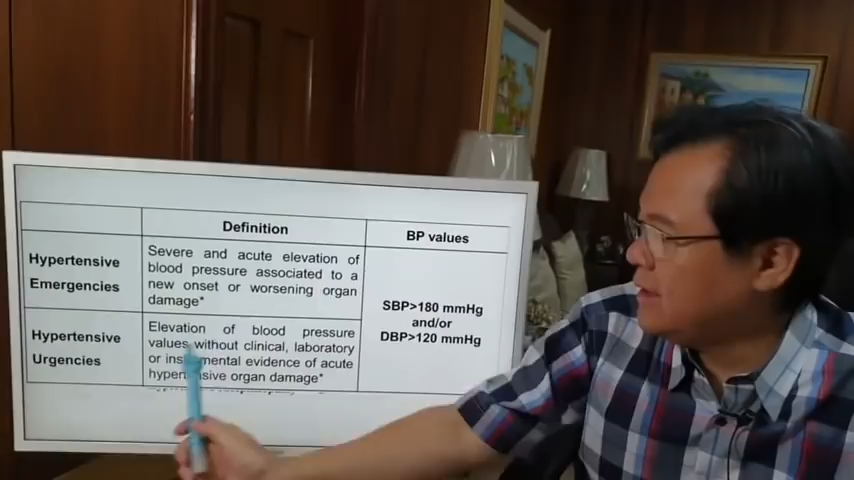 Definition
BP values
Hypertensive
Emergencies
Severe and acute elevation of
blood pressure associated to a
new onset or worsening organ
damage*
SBP>180 mmHg
and/or
DBP>120 mmHg
Hypertensive
Urgencies
Elevation of blood pressure
values without clinical, laboratory
or evidence of acute
hypertensive organ damage*